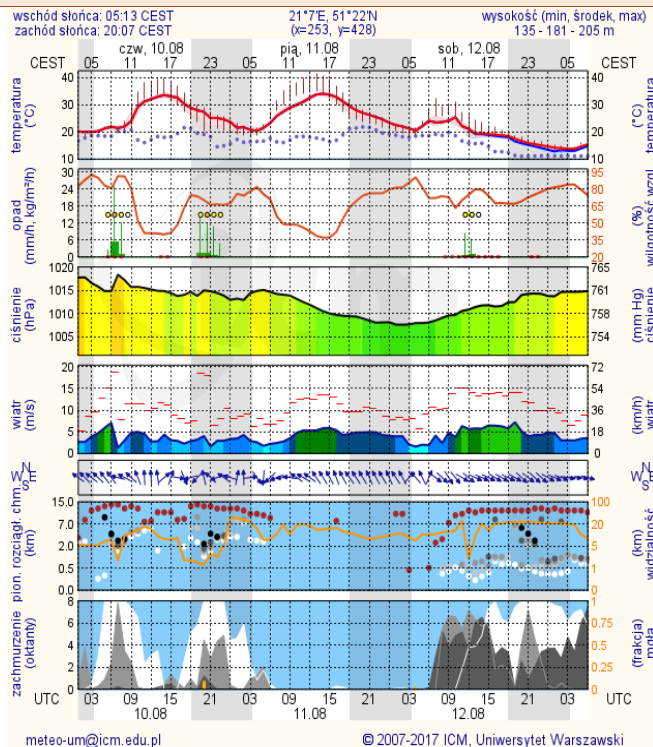 wschód słońca: 05:13 CEST 21°7'E, 51°22'N wysokość (min, środek, max)
zachód słońca: 20:07 CEST (x=253, y=428) 135 - 181 - 205 m
czw, 10.08 pią, 11.08 sob, 12.08
CEST 05 11 17 23 05 11 17 23 05 11 17 23 05 CEST
temperatura (°C) 40 30 20 10 40 30 20 10 temperatura (°C)
opad (mm/h, kg/m²/h) 30 24 18 12 6 0 95 80 65 50 35 20 (%) wilgotność wzgl.
ciśnienie (hPa) 1020 1015 1010 1005 765 761 758 754 (mm Hg) ciśnienie
wiatr (m/s) 20 15 10 5 0 72 54 36 18 0 (km/h) wiatr
N W E S N W E S
pion. rozciągł. chm. (km) 15.0 7.0 2.0 0.5 0.0 100 20 5 1 0 (km) widzialność
zachmurzenie (oktanty) 8 6 4 2 0 1 0.75 0.5 0.25 0 (frakcja) mgła
UTC 03 09 15 21 03 09 15 21 03 09 15 21 03 UTC
10.08 11.08 12.08
meteo-um@icm.edu.pl © 2007-2017 ICM, Uniwersytet Warszawski